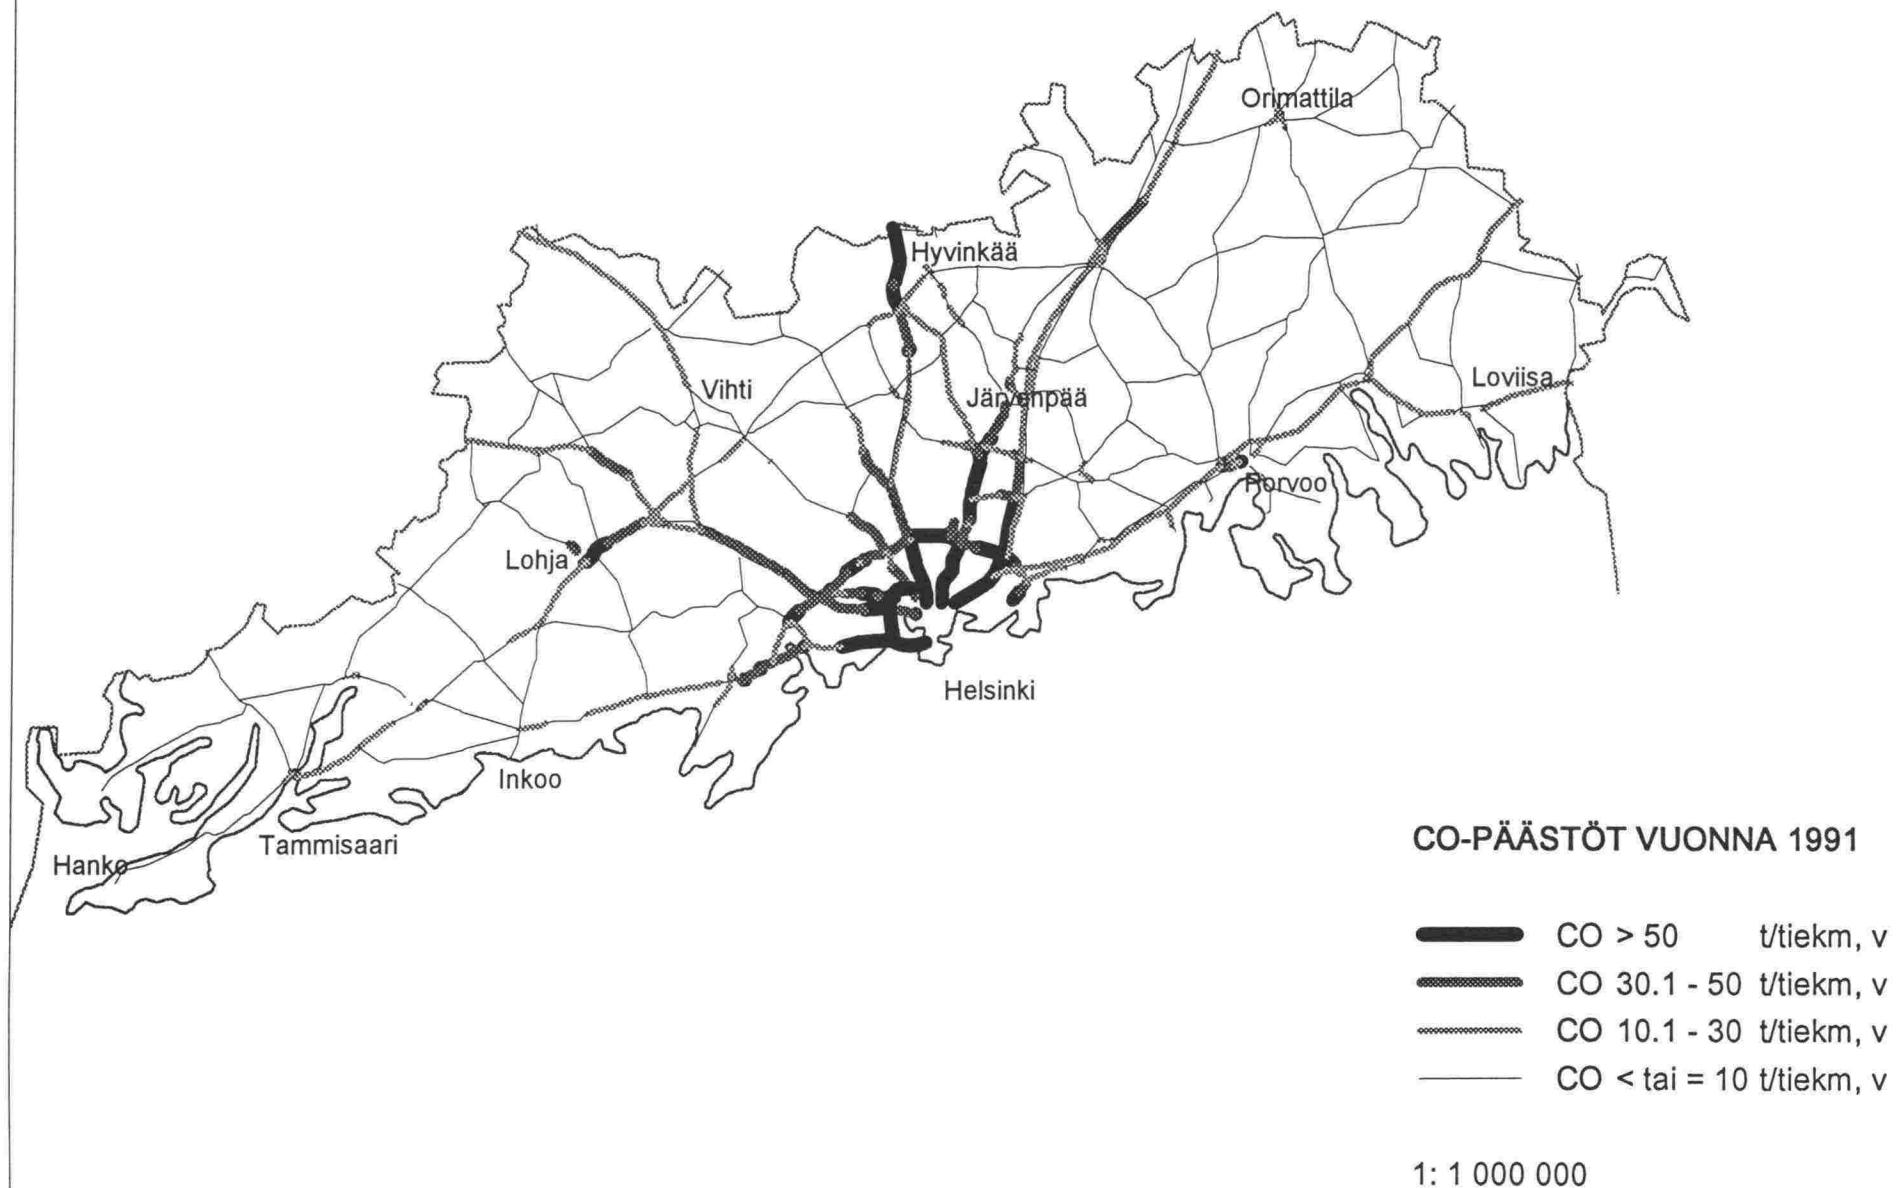 Orimattila
Hyvinkää
Vihti
Järvenpää
Loviisa
Porvoo
Lohja
Helsinki
Inkoo
Tammisaari
Hanko
CO-PÄÄSTÖT VUONNA 1991
CO > 50 t/tiekm, v
CO 30.1 - 50 t/tiekm, v
CO 10.1 - 30 t/tiekm, v
CO < tai = 10 t/tiekm, v
1: 1 000 000